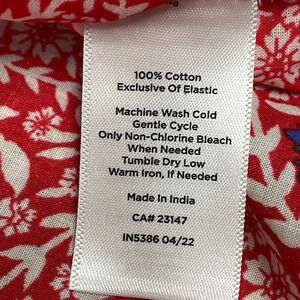 100% Cotton
Exclusive Of Elastic
Machine Wash Cold
Gentle Cycle
Only Non-Chlorine Bleach
When Needed
Tumble Dry Low
Warm Iron, If Needed
Made In India
CA# 23147
IN5386 04/22